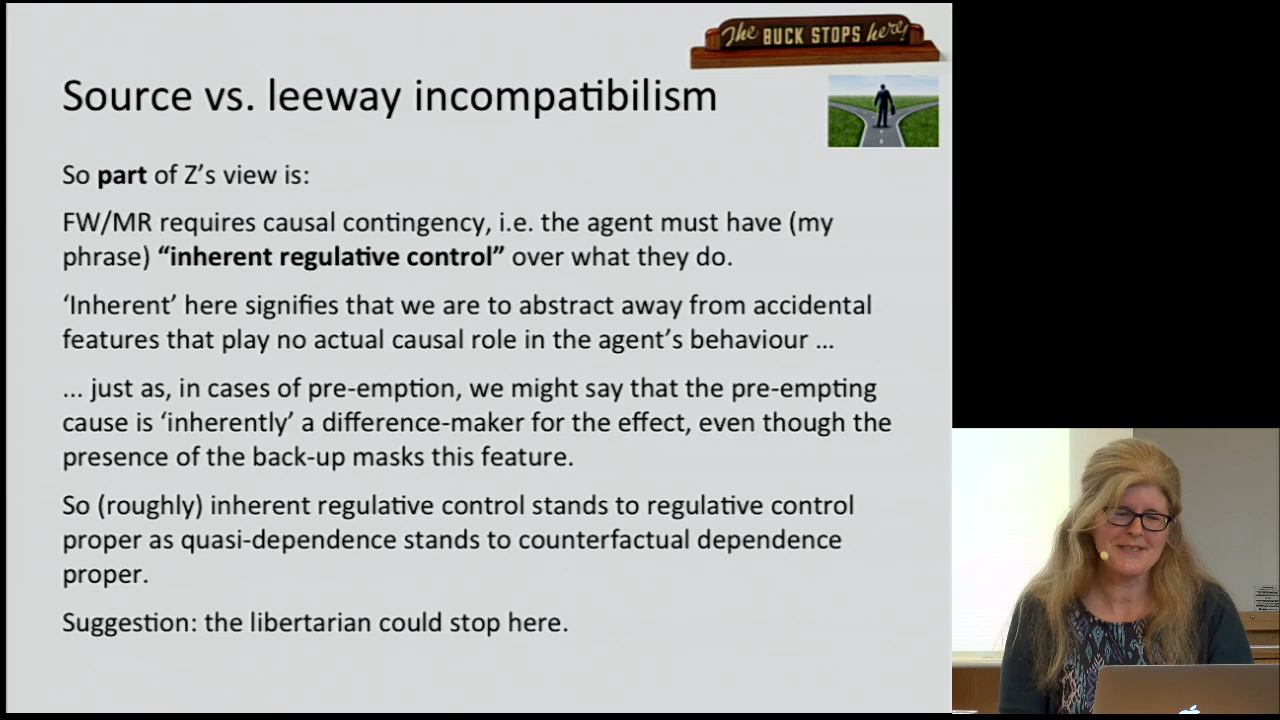 The BUCK STOPS here!
Source vs. leeway incompatibilism
So part of Z’s view is:
FW/MR requires causal contingency, i.e. the agent must have (my
phrase) “inherent regulative control” over what they do.
‘Inherent’ here signifies that we are to abstract away from accidental
features that play no actual causal role in the agent’s behaviour ...
... just as, in cases of pre-emption, we might say that the pre-empting
cause is ‘inherently’ a difference-maker for the effect, even though the
presence of the back-up masks this feature.
So (roughly) inherent regulative control stands to regulative control
proper as quasi-dependence stands to counterfactual dependence
proper.
Suggestion: the libertarian could stop here.